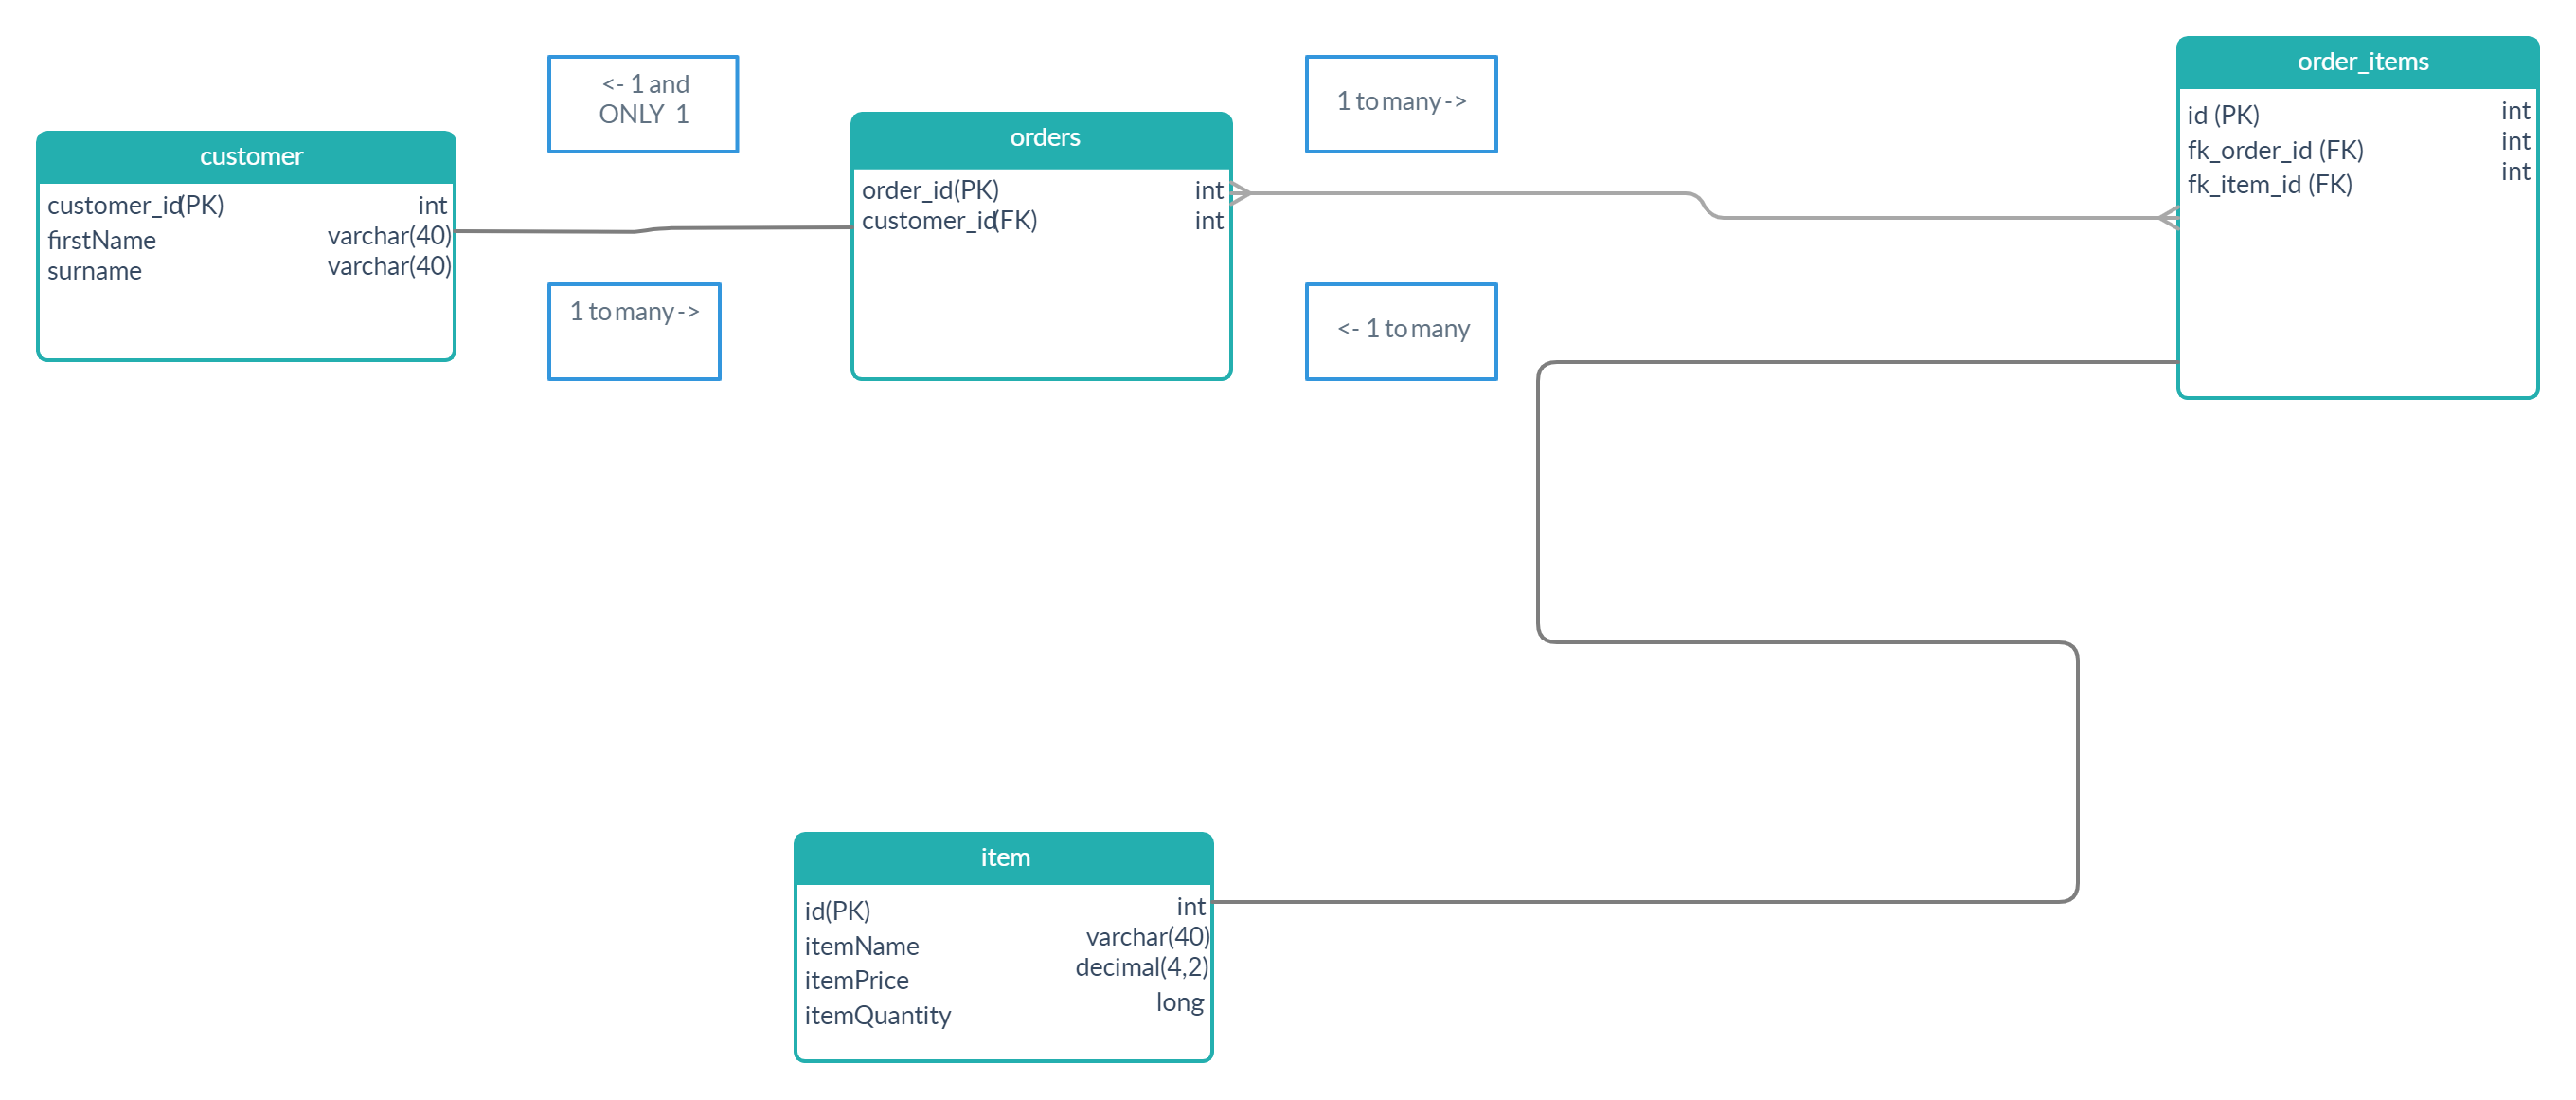 <- 1 and
ONLY 1
1 to many ->
order_items
id (PK) int
fk_order_id (FK) int
fk_item_id (FK) int
customer
customer_id(PK) int
firstName varchar(40)
surname varchar(40)
orders
order_id(PK) int
customer_id(FK) int
1 to many ->
<- 1 to many
item
id(PK) int
itemName varchar(40)
itemPrice decimal(4,2)
itemQuantity long